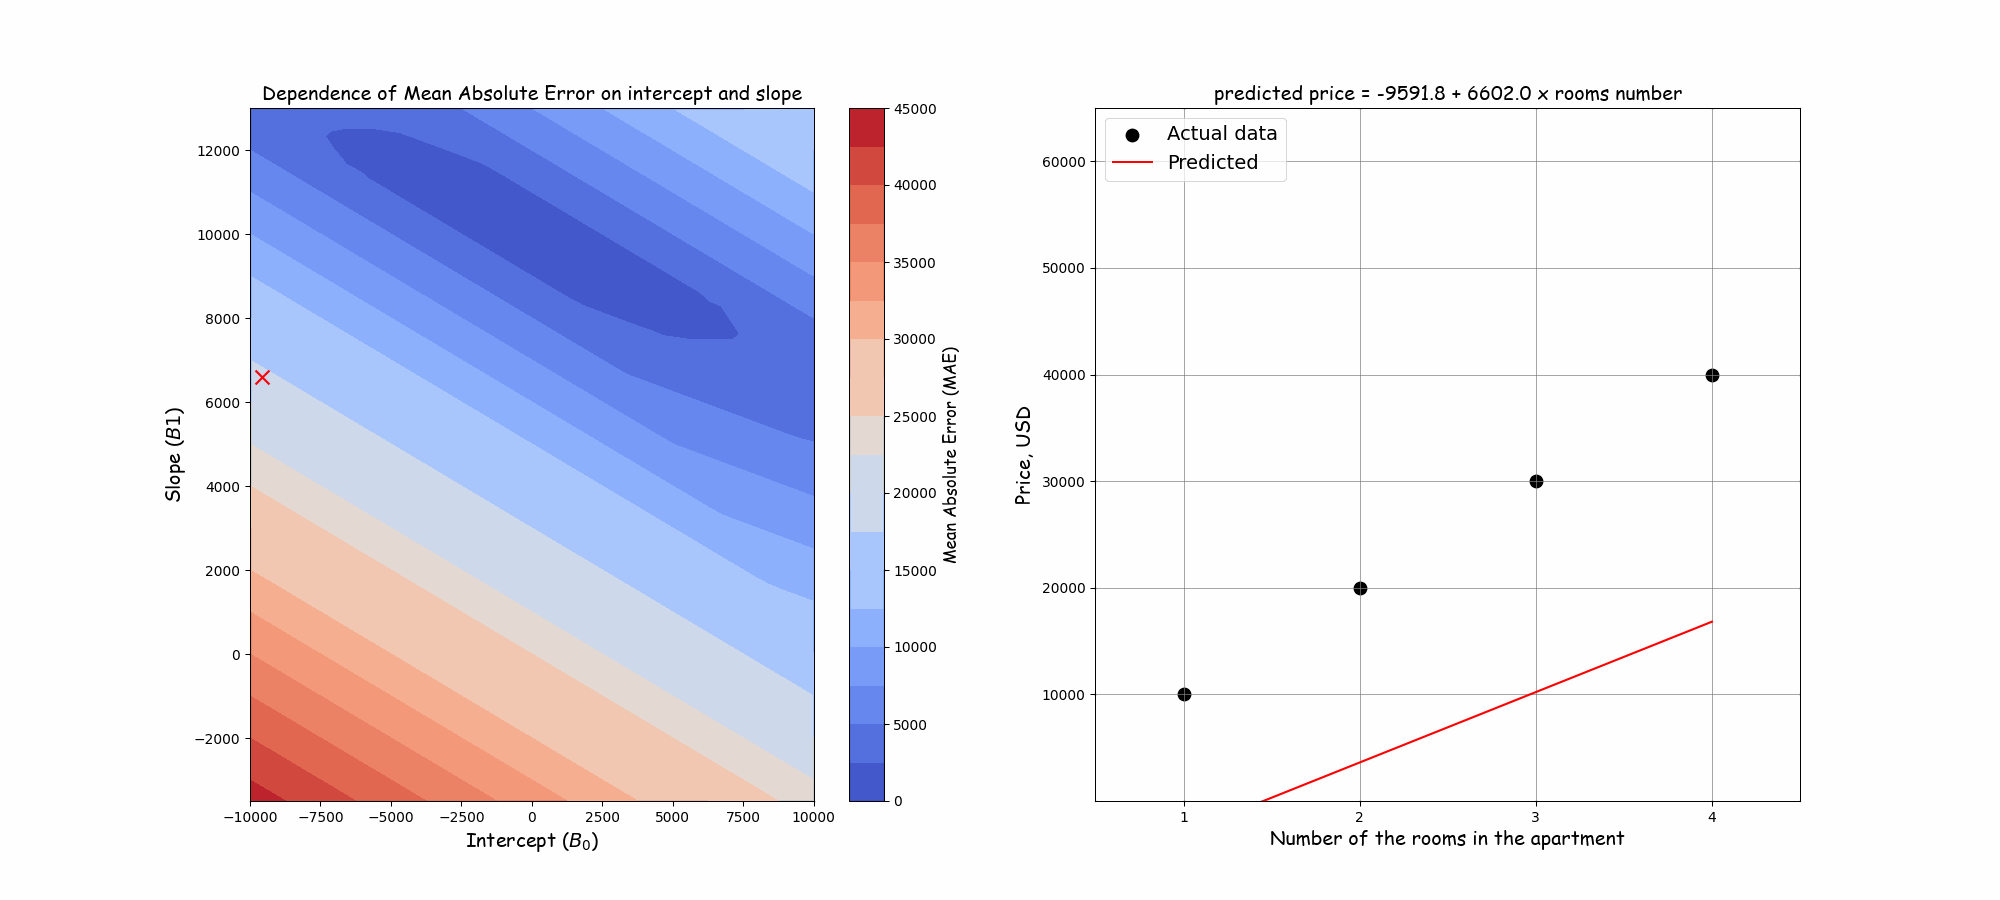 Dependence of Mean Absolute Error on intercept and slope
12000
10000
8000
6000
4000
2000
0
−2000
Slope (B1)
−10000 −7500 −5000 −2500 0 2500 5000 7500 10000
Intercept (B₀)
45000
40000
35000
30000
25000
20000
15000
10000
5000
0
Mean Absolute Error (MAE)
predicted price = -9591.8 + 6602.0 x rooms number
Actual data
Predicted
60000
50000
40000
30000
20000
10000
Price, USD
1 2 3 4
Number of the rooms in the apartment